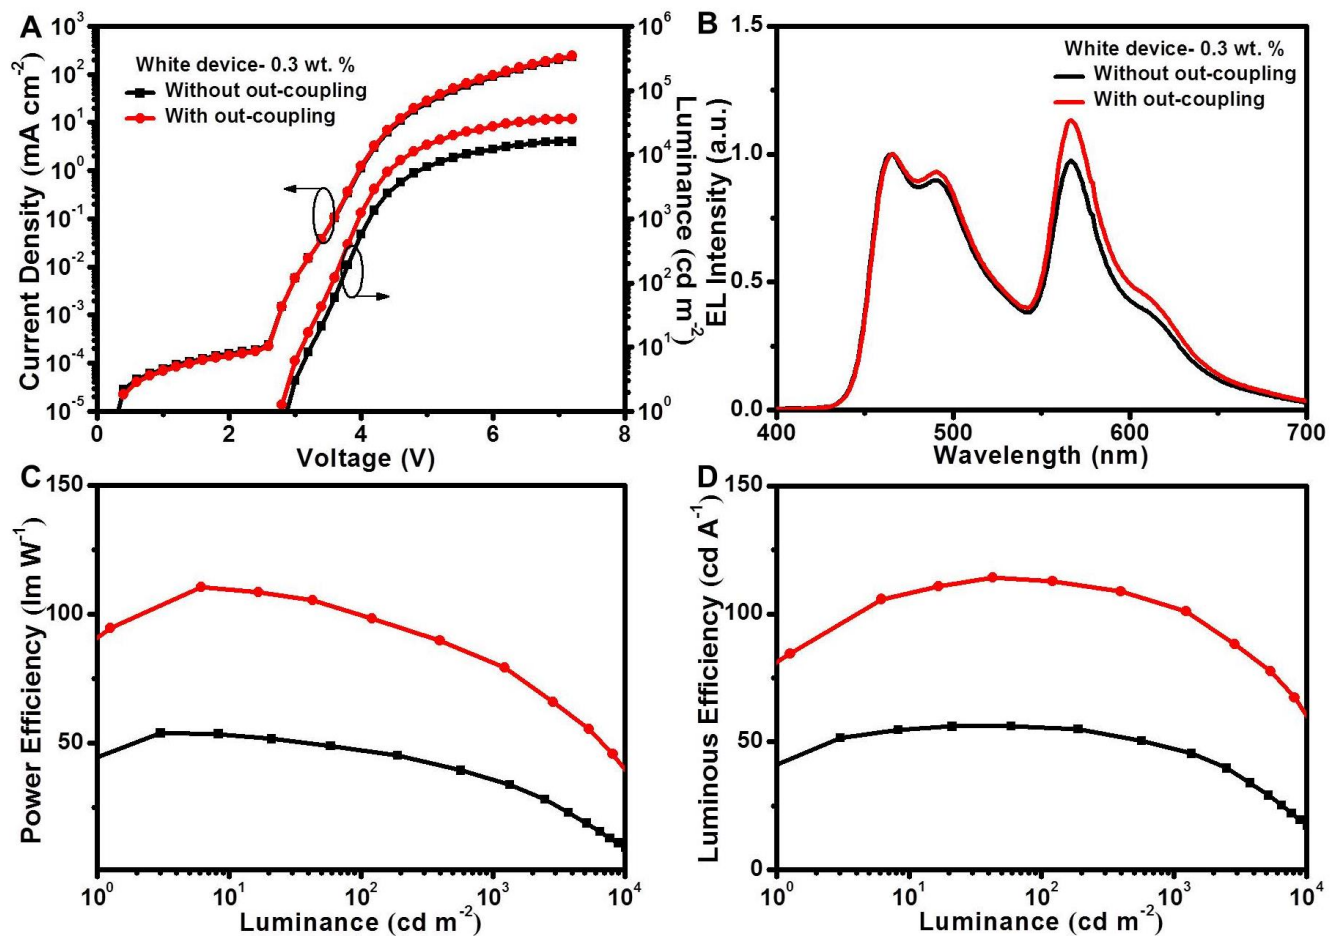 A
White device- 0.3 wt. %
Without out-coupling
With out-coupling
Current Density (mA cm⁻²)
10³
10²
10¹
10⁰
10⁻¹
10⁻²
10⁻³
10⁻⁴
10⁻⁵
0
2
4
6
8
Voltage (V)
10⁶
10⁵
10⁴
10³
10²
10¹
10⁰
Luminance (cd m⁻²)
B
White device- 0.3 wt. %
Without out-coupling
With out-coupling
EL Intensity (a.u.)
1.5
1.0
0.5
0.0
400
500
600
700
Wavelength (nm)
C
Power Efficiency (lm W⁻¹)
150
100
50
10⁰
10¹
10²
10³
10⁴
Luminance (cd m⁻²)
D
Luminous Efficiency (cd A⁻¹)
150
100
50
0
10⁰
10¹
10²
10³
10⁴
Luminance (cd m⁻²)